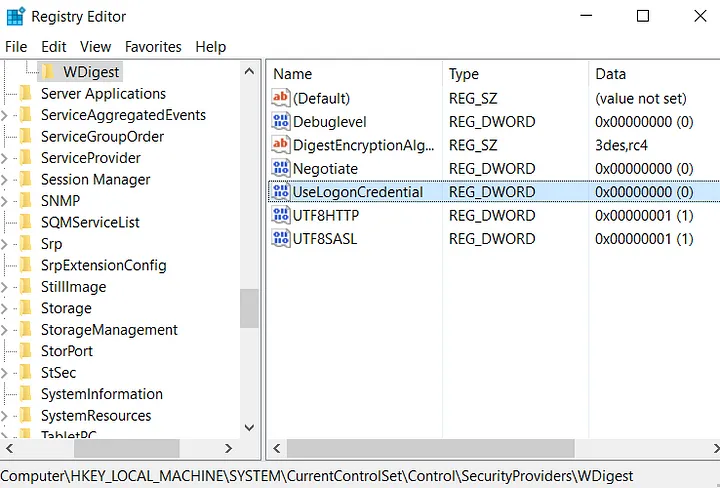 Registry Editor
File Edit View Favorites Help
WDigest
Server Applications
ServiceAggregatedEvents
ServiceGroupOrder
ServiceProvider
Session Manager
SNMP
SQMServiceList
Srp
SrpExtensionConfig
StillImage
Storage
StorageManagement
StorPort
StSec
SystemInformation
SystemResources
TabletPC
Name Type Data
(Default) REG_SZ (value not set)
Debuglevel REG_DWORD 0x00000000 (0)
DigestEncryptionAlg... REG_SZ 3des,rc4
Negotiate REG_DWORD 0x00000000 (0)
UseLogonCredential REG_DWORD 0x00000000 (0)
UTF8HTTP REG_DWORD 0x00000001 (1)
UTF8SASL REG_DWORD 0x00000001 (1)
Computer\HKEY_LOCAL_MACHINE\SYSTEM\CurrentControlSet\Control\SecurityProviders\WDigest